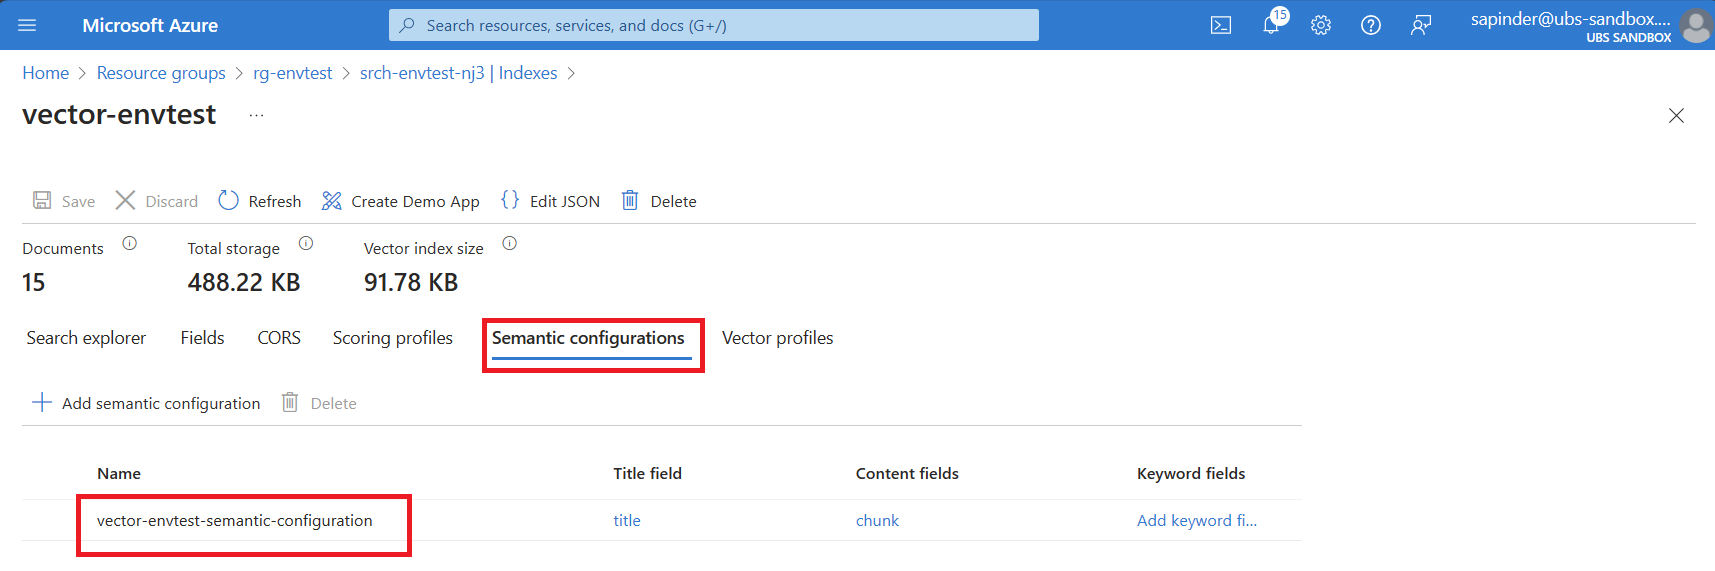 Microsoft Azure
Search resources, services, and docs (G+/)
15
sapinder@ubs-sandbox....
UBS SANDBOX
Home > Resource groups > rg-envtest > srch-envtest-nj3 | Indexes >
vector-envtest ...
Save Discard Refresh Create Demo App {} Edit JSON Delete
Documents Total storage Vector index size
15 488.22 KB 91.78 KB
Search explorer Fields CORS Scoring profiles Semantic configurations Vector profiles
+ Add semantic configuration Delete
Name Title field Content fields Keyword fields
vector-envtest-semantic-configuration title chunk Add keyword fi...